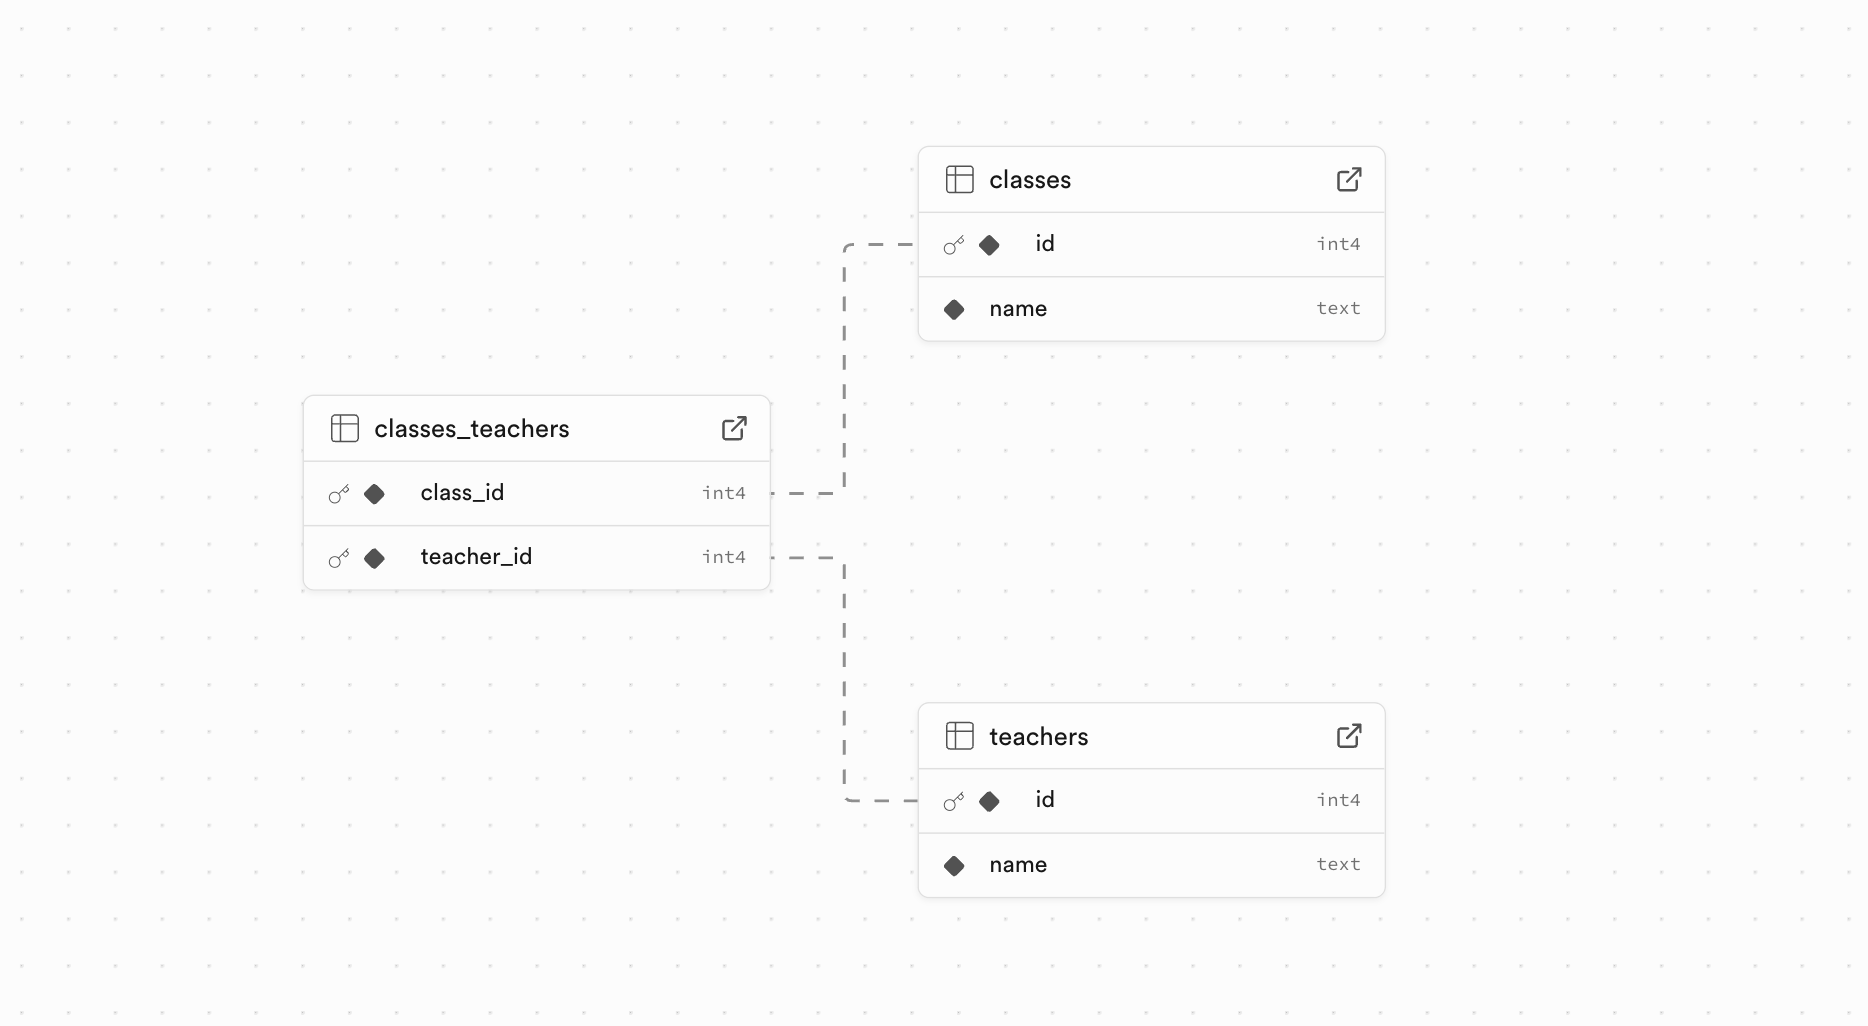 classes
id int4
name text
classes_teachers
class_id int4
teacher_id int4
teachers
id int4
name text